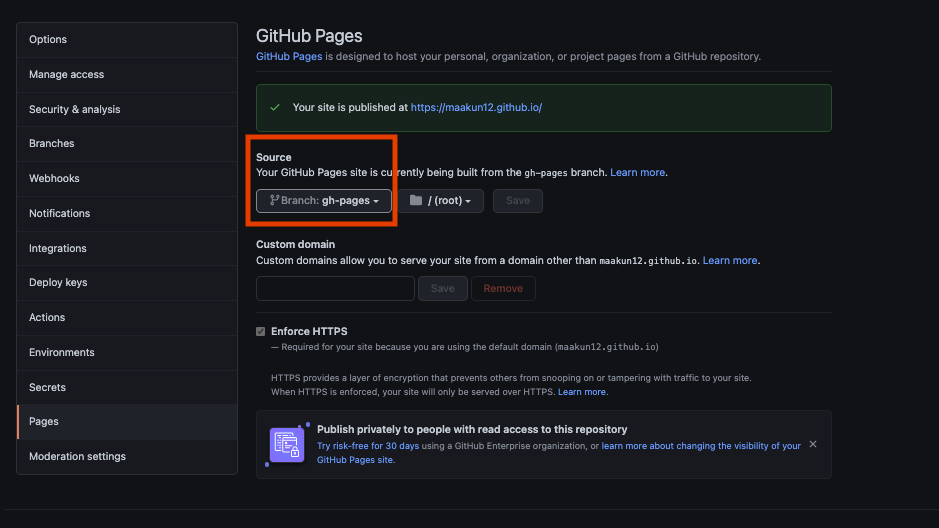 Options
Manage access
Security & analysis
Branches
Webhooks
Notifications
Integrations
Deploy keys
Actions
Environments
Secrets
Pages
Moderation settings
GitHub Pages
GitHub Pages is designed to host your personal, organization, or project pages from a GitHub repository.
Your site is published at https://maakun12.github.io/
Source
Your GitHub Pages site is currently being built from the gh-pages branch. Learn more.
Branch: gh-pages
/ (root)
Save
Custom domain
Custom domains allow you to serve your site from a domain other than maakun12.github.io. Learn more.
Save
Remove
Enforce HTTPS
— Required for your site because you are using the default domain (maakun12.github.io)
HTTPS provides a layer of encryption that prevents others from snooping on or tampering with traffic to your site.
When HTTPS is enforced, your site will only be served over HTTPS. Learn more.
Publish privately to people with read access to this repository
Try risk-free for 30 days using a GitHub Enterprise organization, or learn more about changing the visibility of your
GitHub Pages site.